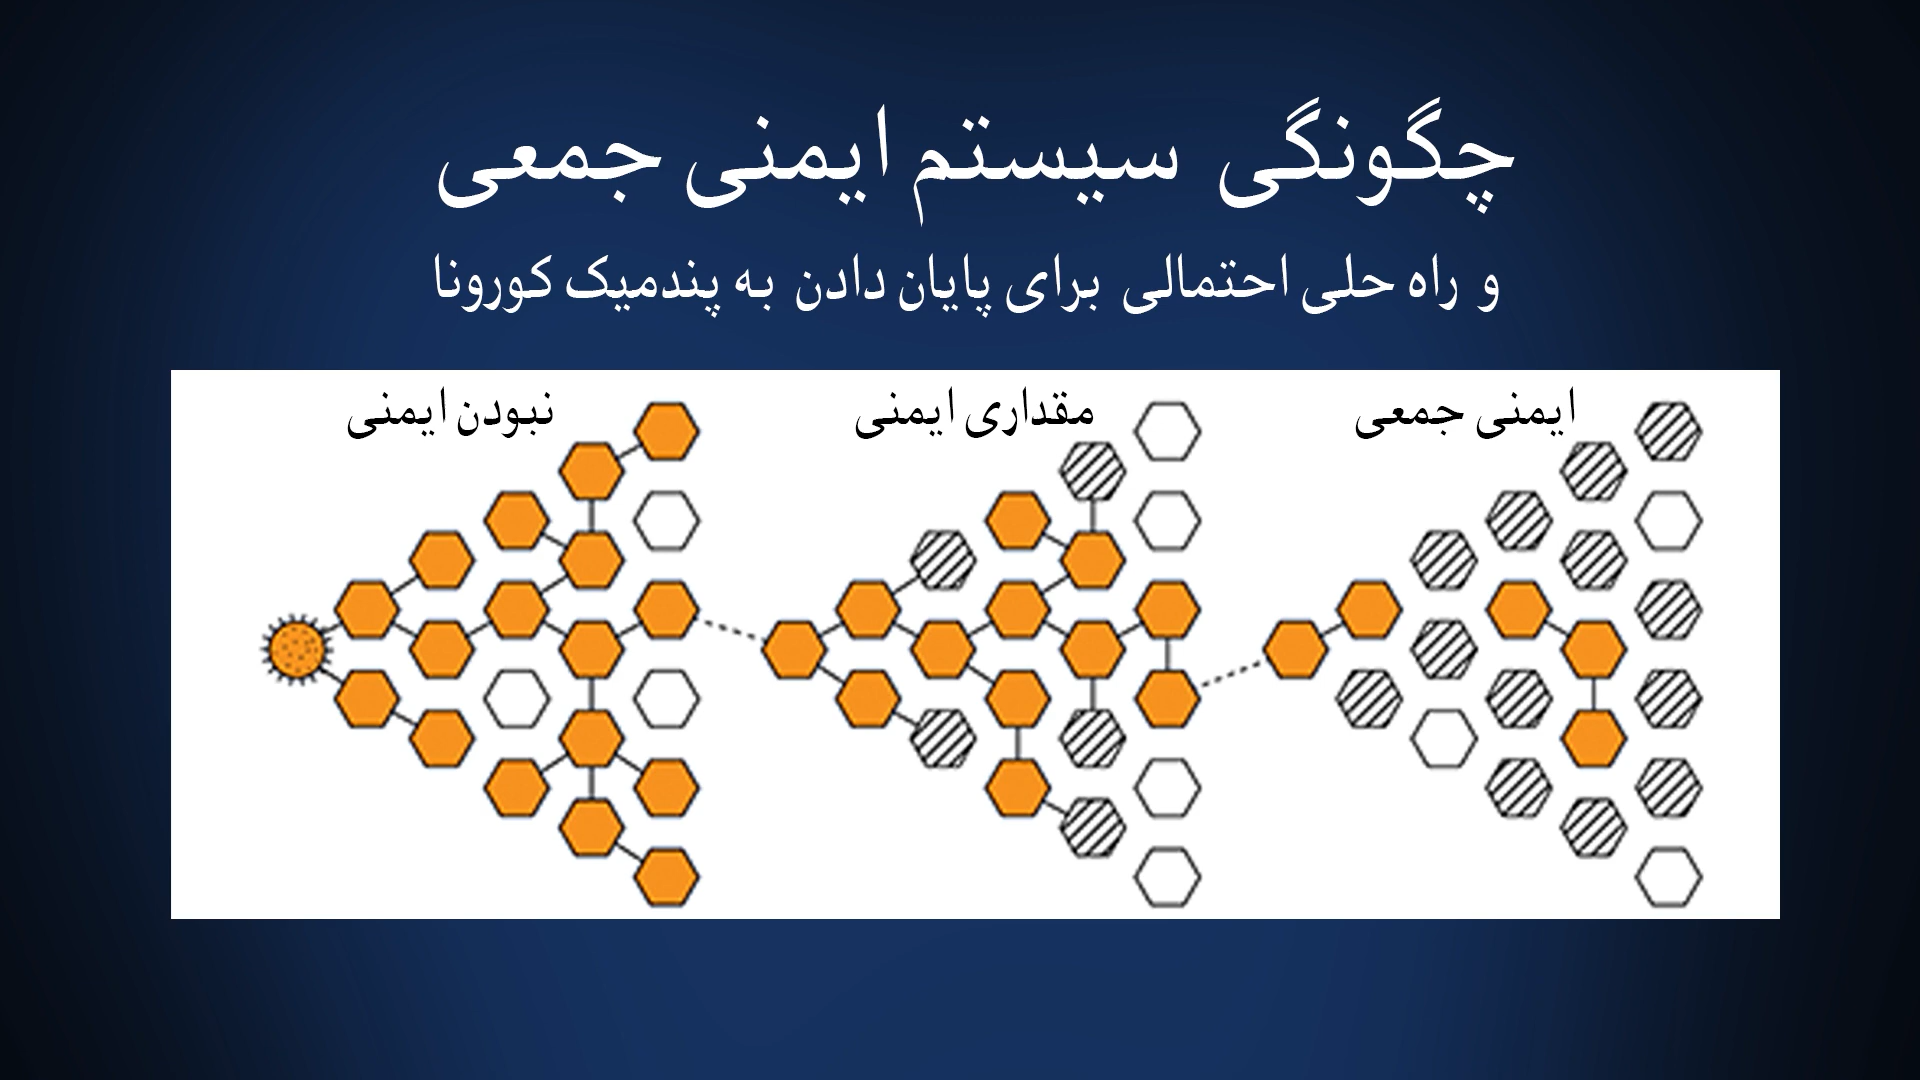 چگونگی سیستم ایمنی جمعی
و راه حلی احتمالی برای پایان دادن به پندمیک کورونا
ایمنی جمعی
مقداری ایمنی
نبودن ایمنی